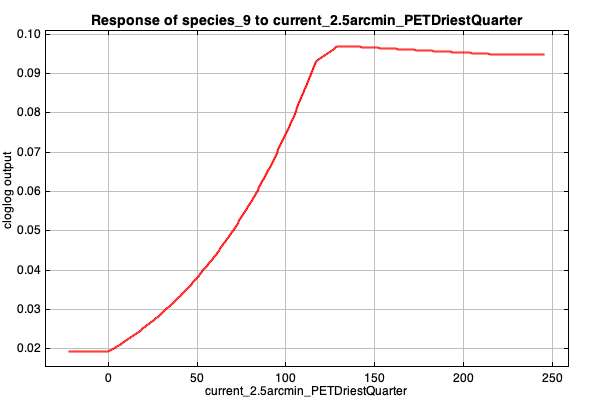 Response of species_9 to current_2.5arcmin_PETDriestQuarter
0.10
0.09
0.08
0.07
0.06
0.05
0.04
0.03
0.02
cloglog output
0 50 100 150 200 250
current_2.5arcmin_PETDriestQuarter